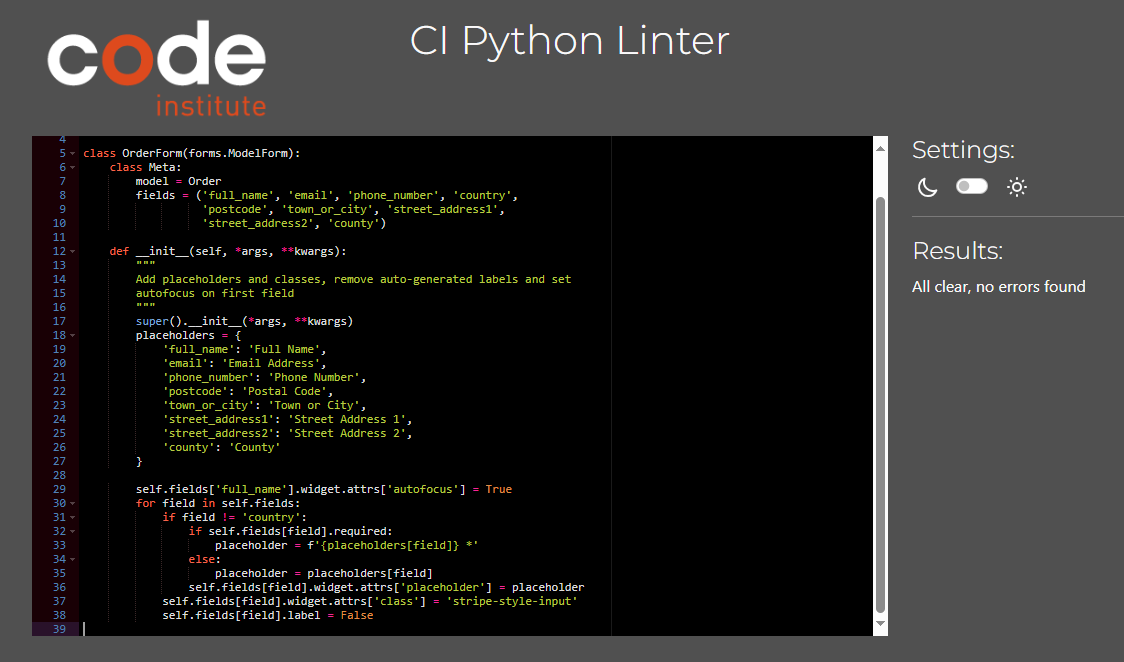 code
institute
CI Python Linter
4
5 class OrderForm(forms.ModelForm):
6     class Meta:
7         model = Order
8         fields = ('full_name', 'email', 'phone_number', 'country',
9                   'postcode', 'town_or_city', 'street_address1',
10                   'street_address2', 'county')
11
12     def __init__(self, *args, **kwargs):
13         """
14         Add placeholders and classes, remove auto-generated labels and set
15         autofocus on first field
16         """
17         super().__init__(*args, **kwargs)
18         placeholders = {
19             'full_name': 'Full Name',
20             'email': 'Email Address',
21             'phone_number': 'Phone Number',
22             'postcode': 'Postal Code',
23             'town_or_city': 'Town or City',
24             'street_address1': 'Street Address 1',
25             'street_address2': 'Street Address 2',
26             'county': 'County'
27         }
28
29         self.fields['full_name'].widget.attrs['autofocus'] = True
30         for field in self.fields:
31             if field != 'country':
32                 if self.fields[field].required:
33                     placeholder = f'{placeholders[field]} *'
34                 else:
35                     placeholder = placeholders[field]
36                 self.fields[field].widget.attrs['placeholder'] = placeholder
37             self.fields[field].widget.attrs['class'] = 'stripe-style-input'
38             self.fields[field].label = False
39
Settings:
Results:
All clear, no errors found